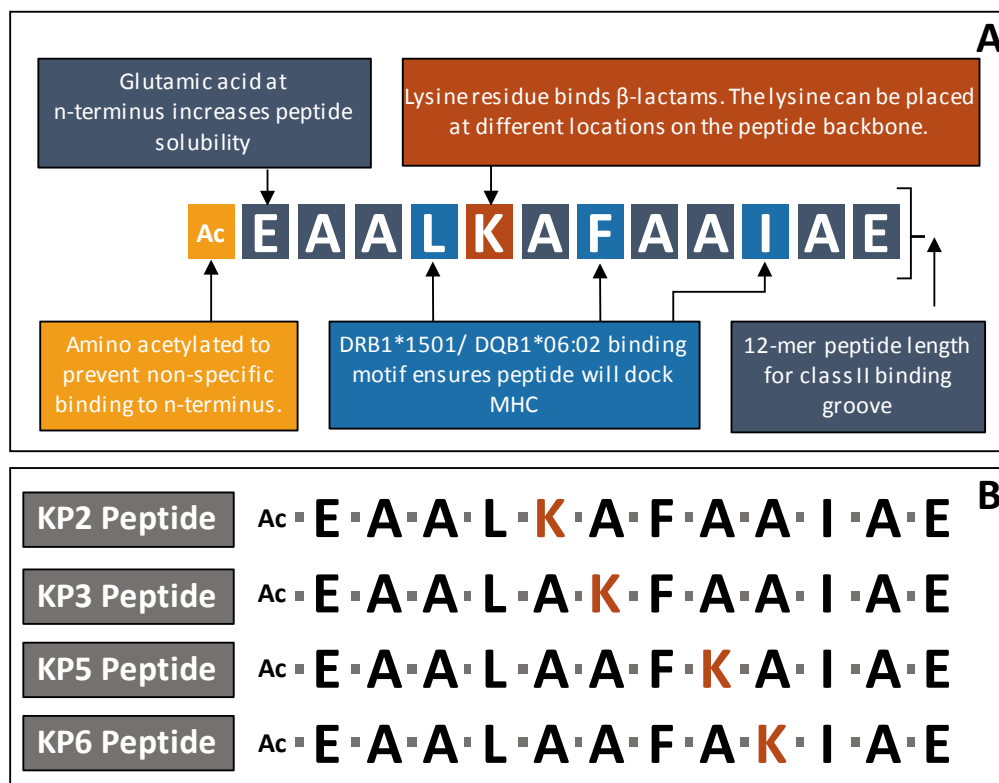 A
Glutamic acid at
n-terminus increases peptide
solubility
Lysine residue binds β-lactams. The lysine can be placed
at different locations on the peptide backbone.
Ac E A A L K A F A A I A E
Amino acetylated to
prevent non-specific
binding to n-terminus.
DRB1*1501/ DQB1*06:02 binding
motif ensures peptide will dock
MHC
12-mer peptide length
for class II binding
groove
B
KP2 Peptide Ac▪E▪A▪A▪L▪K▪A▪F▪A▪A▪I▪A▪E
KP3 Peptide Ac▪E▪A▪A▪L▪A▪K▪F▪A▪A▪I▪A▪E
KP5 Peptide Ac▪E▪A▪A▪L▪A▪A▪F▪K▪A▪I▪A▪E
KP6 Peptide Ac▪E▪A▪A▪L▪A▪A▪F▪A▪K▪I▪A▪E